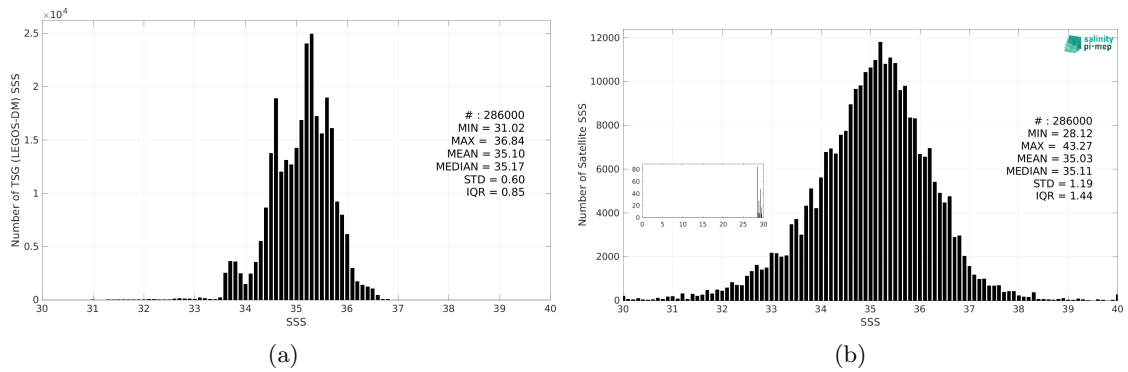 ×10⁴
2.5
2
1.5
1
0.5
0
30 31 32 33 34 35 36 37 38 39 40
SSS
Number of TSG (LEGOS-DM) SSS
# : 286000
MIN = 31.02
MAX = 36.84
MEAN = 35.10
MEDIAN = 35.17
STD = 0.60
IQR = 0.85
(a)
12000
10000
8000
6000
4000
2000
0
30 31 32 33 34 35 36 37 38 39 40
SSS
Number of Satellite SSS
salinity
pi-mep
# : 286000
MIN = 28.12
MAX = 43.27
MEAN = 35.03
MEDIAN = 35.11
STD = 1.19
IQR = 1.44
80
60
40
20
0
0 5 10 15 20 25 30
(b)